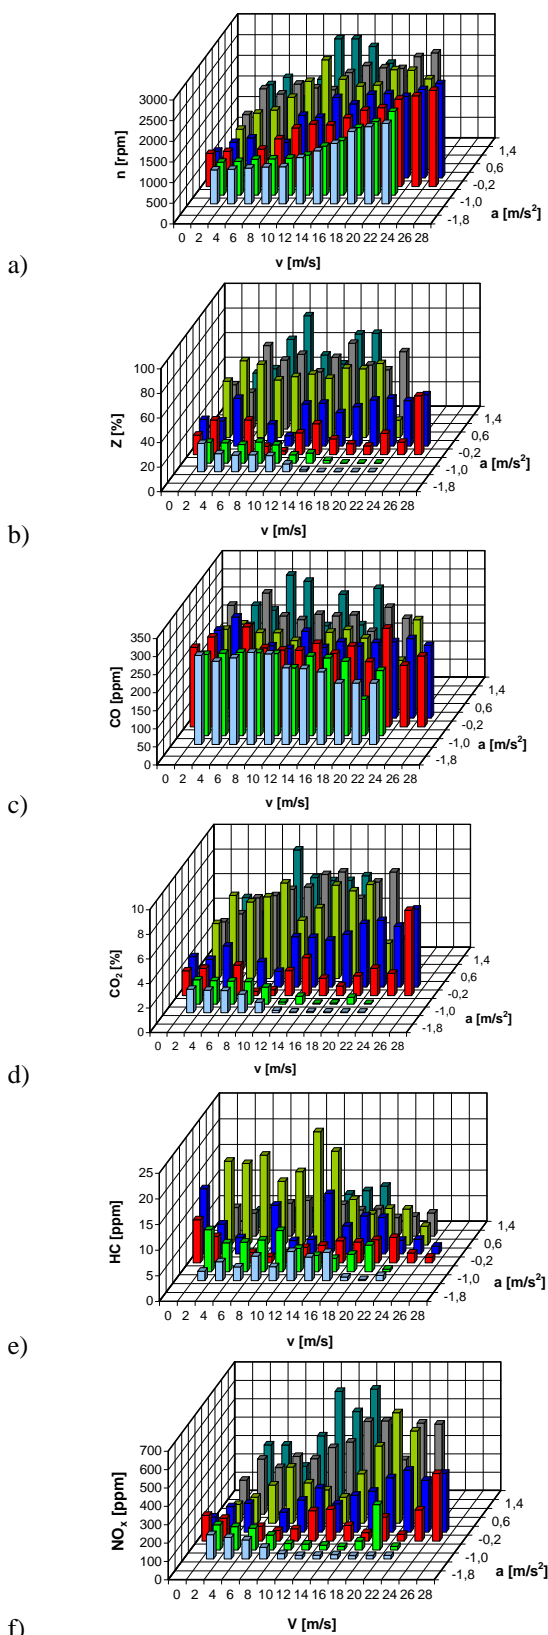 3000
2500
2000
1500
1000
500
0
n [rpm]
0 2 4 6 8 10 12 14 16 18 20 22 24 26 28
v [m/s]
1,4
0,6
-0,2
-1,0
-1,8
a [m/s²]
a)
100
80
60
40
20
0
Z [%]
0 2 4 6 8 10 12 14 16 18 20 22 24 26 28
v [m/s]
1,4
0,6
-0,2
-1,0
-1,8
a [m/s²]
b)
350
300
250
200
150
100
50
0
CO [ppm]
0 2 4 6 8 10 12 14 16 18 20 22 24 26 28
v [m/s]
1,4
0,6
-0,2
-1,0
-1,8
a [m/s²]
c)
10
8
6
4
2
0
CO₂ [%]
0 2 4 6 8 10 12 14 16 18 20 22 24 26 28
v [m/s]
1,4
0,6
-0,2
-1,0
-1,8
a [m/s²]
d)
25
20
15
10
5
0
HC [ppm]
0 2 4 6 8 10 12 14 16 18 20 22 24 26 28
v [m/s]
1,4
0,6
-0,2
-1,0
-1,8
a [m/s²]
e)
700
600
500
400
300
200
100
0
NOₓ [ppm]
0 2 4 6 8 10 12 14 16 18 20 22 24 26 28
V [m/s]
1,4
0,6
-0,2
-1,0
-1,8
a [m/s²]
f)